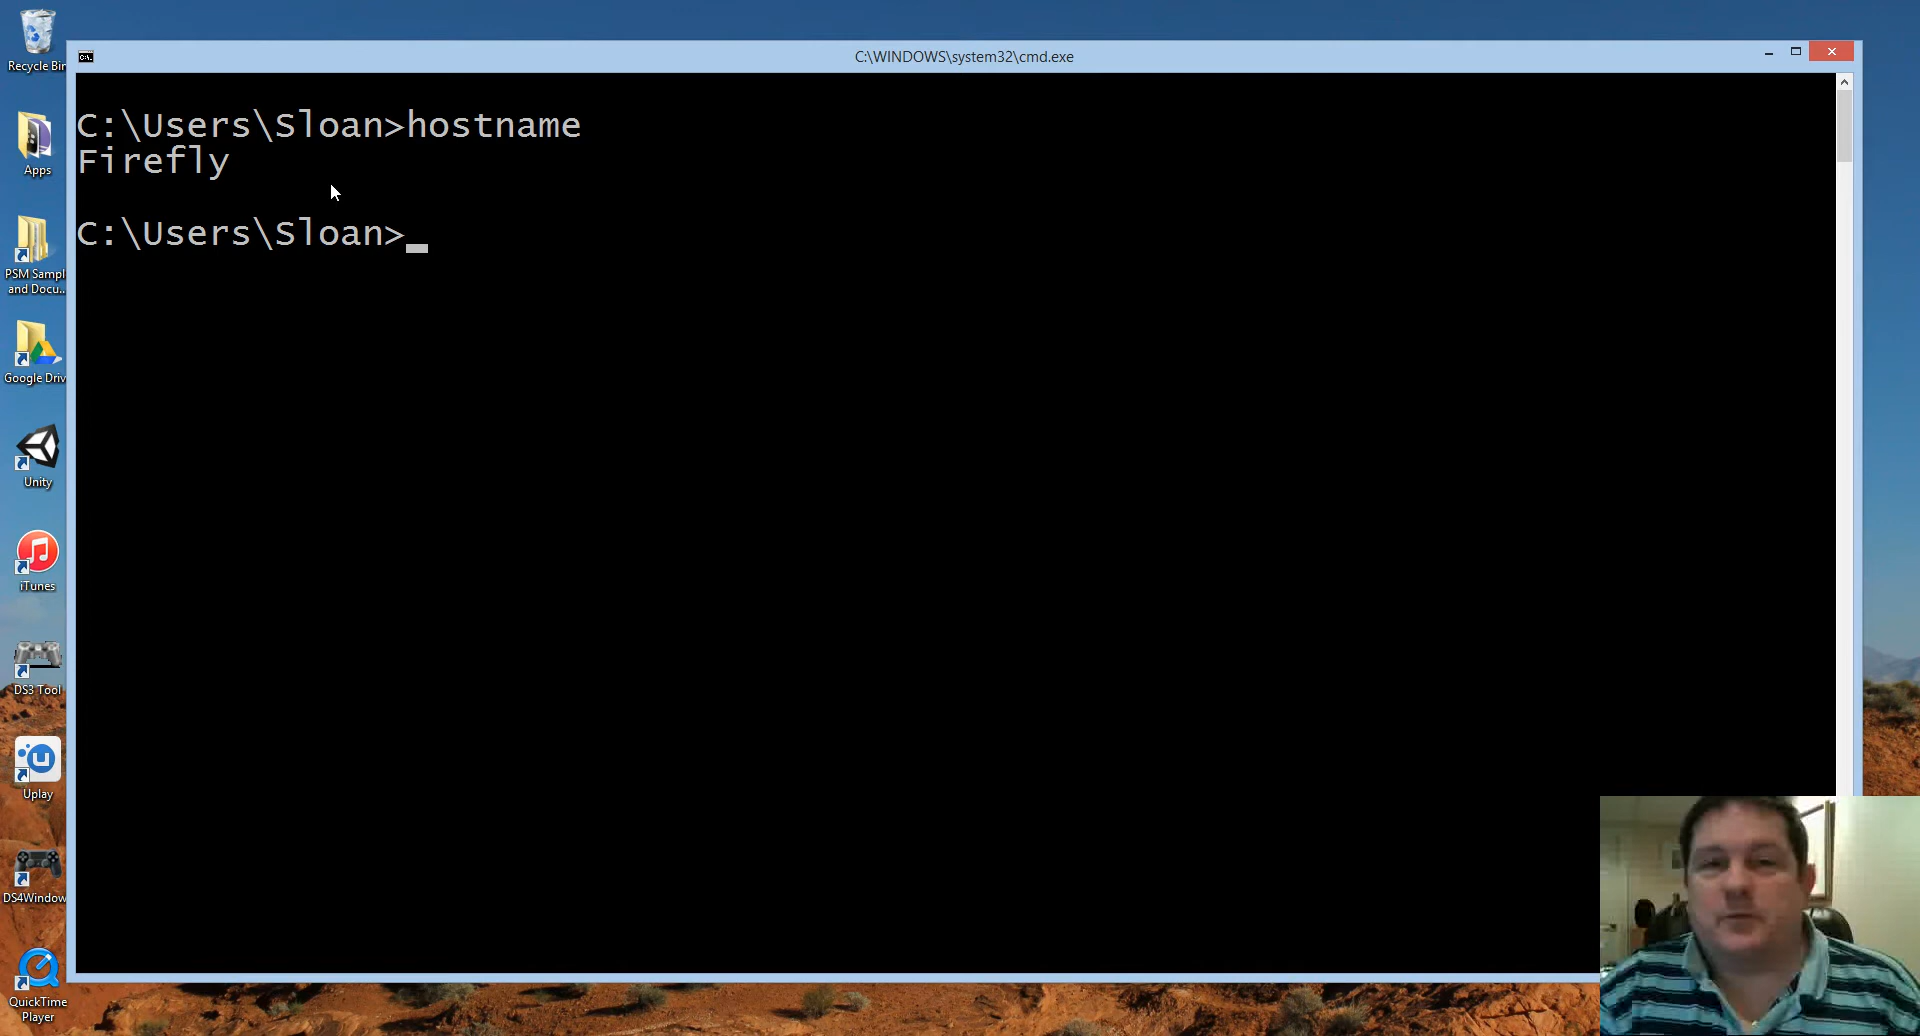 C:\WINDOWS\system32\cmd.exe
C:\Users\Sloan>hostname
Firefly
C:\Users\Sloan>
Recycle Bin
Apps
PSM Sampl
and Docu...
Google Driv
Unity
iTunes
DS3 Tool
Uplay
DS4Window
QuickTime
Player